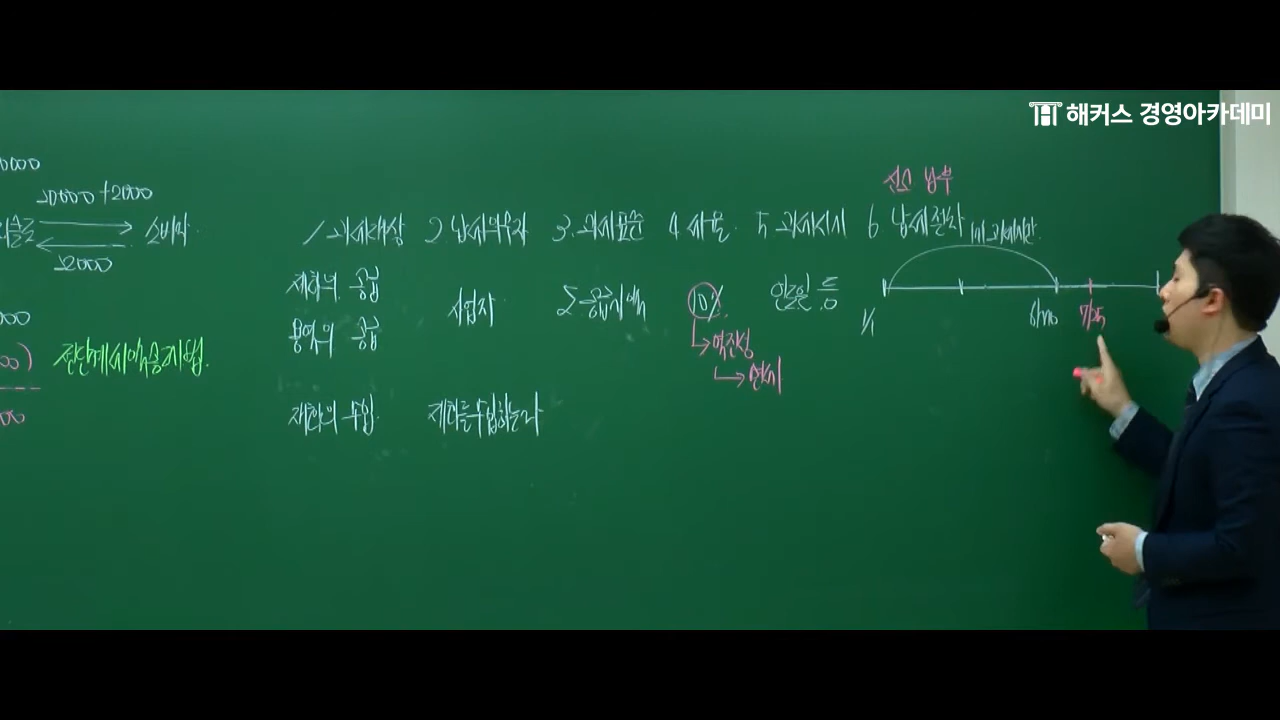 해커스 경영아카데미
0000
20000 + 2000
소비자
22000
전단계세액공제법.
신고 납부
1. 과세대상 2. 납세의무자 3. 과세표준 4. 세율 5. 과세시기 6. 납세절차
1기 과세기간
재화의 공급
용역의 공급
사업자
Σ공급가액
10%
인도일 등
1/1
6/30
7/25
역진성
면세
재화의 수입
재화를 수입하는 자